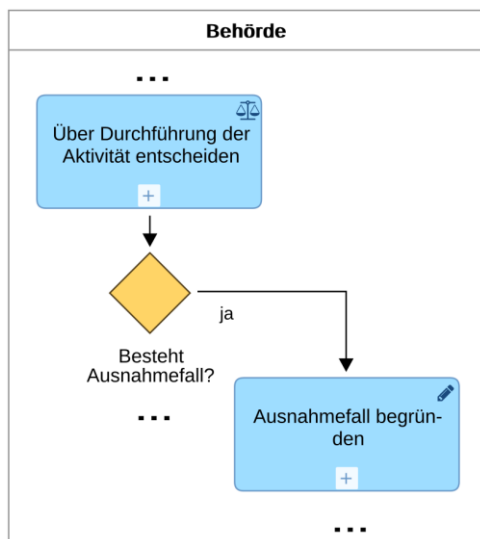 Behörde
...
Über Durchführung der
Aktivität entscheiden
+
ja
Besteht
Ausnahmefall?
...
Ausnahmefall begrün-
den
+
...